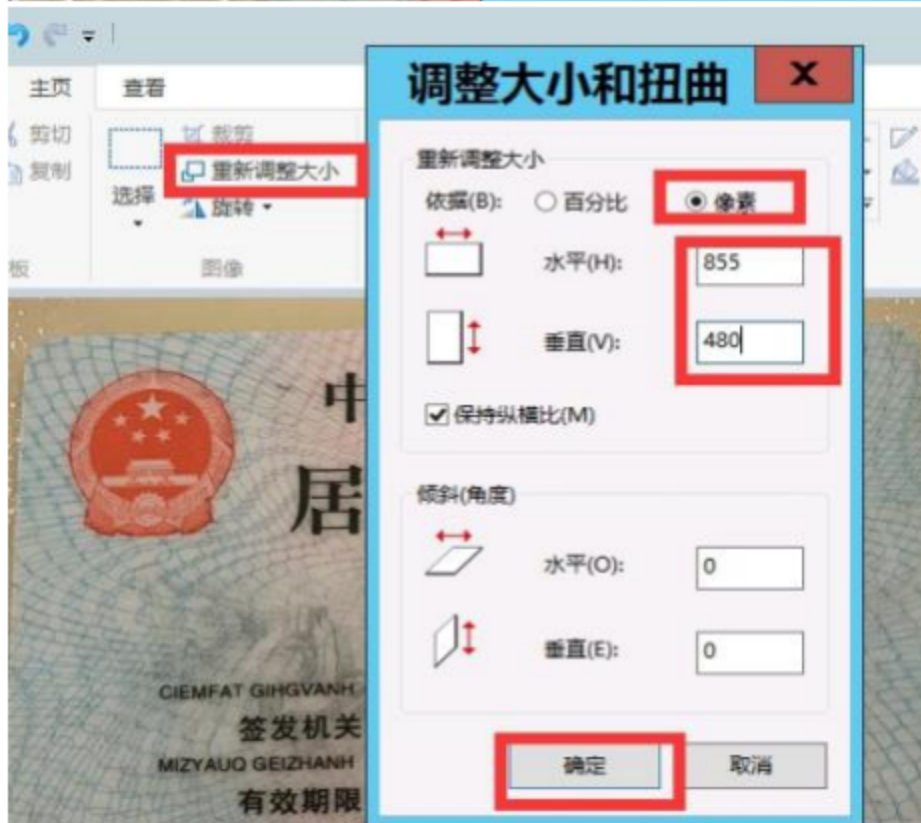 主页 查看
剪切
复制
选择
裁剪
重新调整大小
旋转
图像
板
调整大小和扭曲
重新调整大小
依据(B): 百分比 像素
水平(H): 855
垂直(V): 480
保持纵横比(M)
倾斜(角度)
水平(O): 0
垂直(E): 0
确定 取消
中
居
CIEMFAT GIHGVANH
签发机关
MIZYAUQ GEIZHANH
有效期限